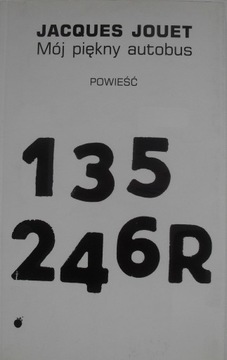 JACQUES JOUET
Mój piękny autobus
POWIEŚĆ
135
246R